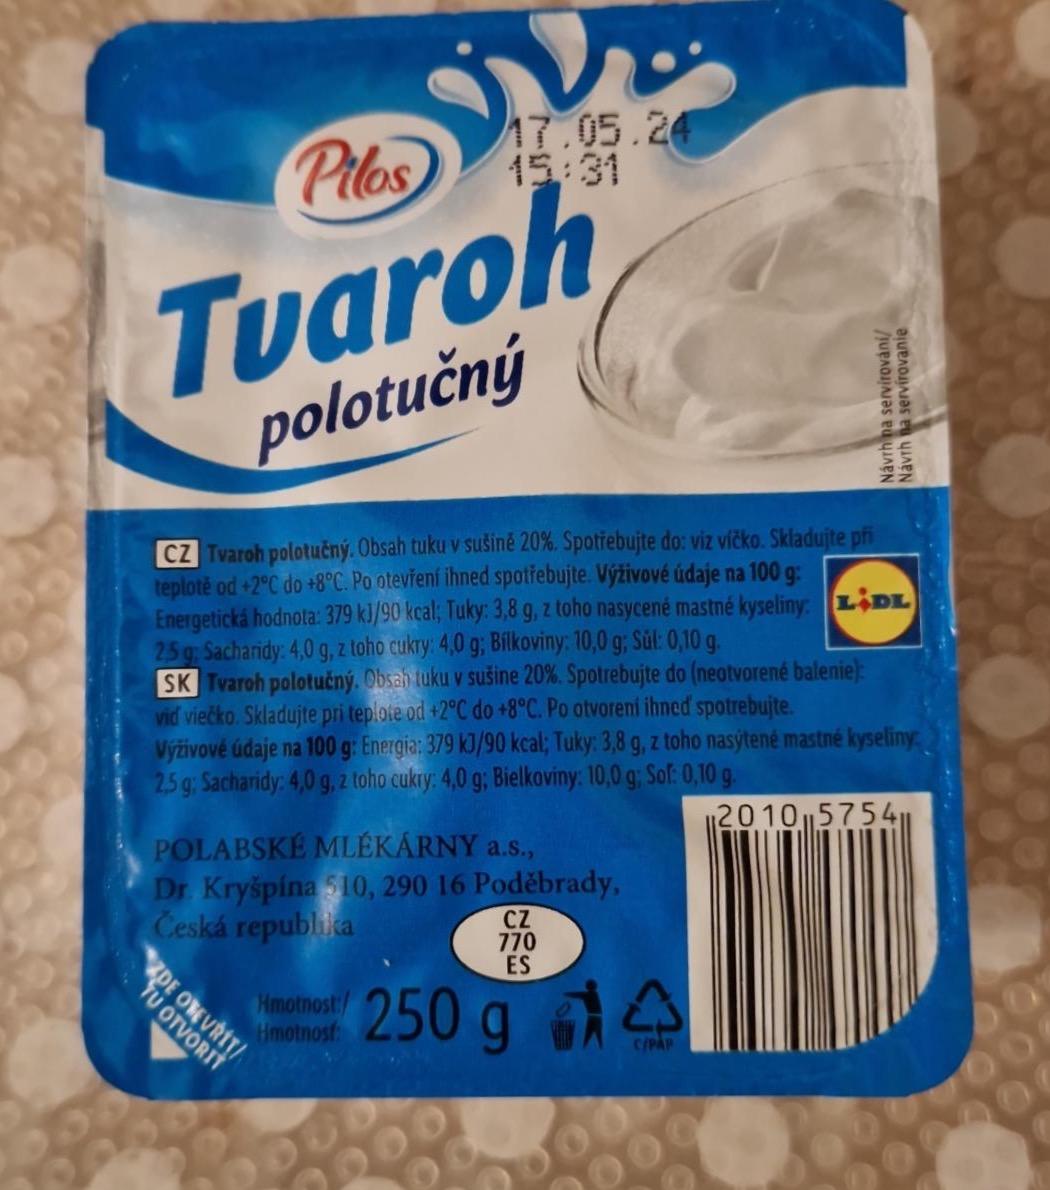 17.05.24
15:31
Pilos
Tvaroh
polotučný
Návrh na servírování/
Návrh na servírovanie
CZ Tvaroh polotučný. Obsah tuku v sušině 20%. Spotřebujte do: viz víčko. Skladujte při
teplotě od +2°C do +8°C. Po otevření ihned spotřebujte. Výživové údaje na 100 g:
Energetická hodnota: 379 kJ/90 kcal; Tuky: 3,8 g, z toho nasycené mastné kyseliny:
2,5 g; Sacharidy: 4,0 g, z toho cukry: 4,0 g; Bílkoviny: 10,0 g; Sůl: 0,10 g.
LIDL
SK Tvaroh polotučný. Obsah tuku v sušine 20%. Spotrebujte do (neotvorené balenie):
viď viečko. Skladujte pri teplote od +2°C do +8°C. Po otvorení ihneď spotrebujte.
Výživové údaje na 100 g: Energia: 379 kJ/90 kcal; Tuky: 3,8 g, z toho nasýtené mastné kyseliny:
2,5 g; Sacharidy: 4,0 g, z toho cukry: 4,0 g; Bielkoviny: 10,0 g; Soľ: 0,10 g.
2010 5754
POLABSKÉ MLÉKÁRNY a.s.,
Dr. Kryšpína 510, 290 16 Poděbrady,
Česká republika
CZ
770
ES
ZDE OTEVŘÍT/
TU OTVORIŤ
Hmotnost:/
Hmotnosť:
250 g
C/PAP